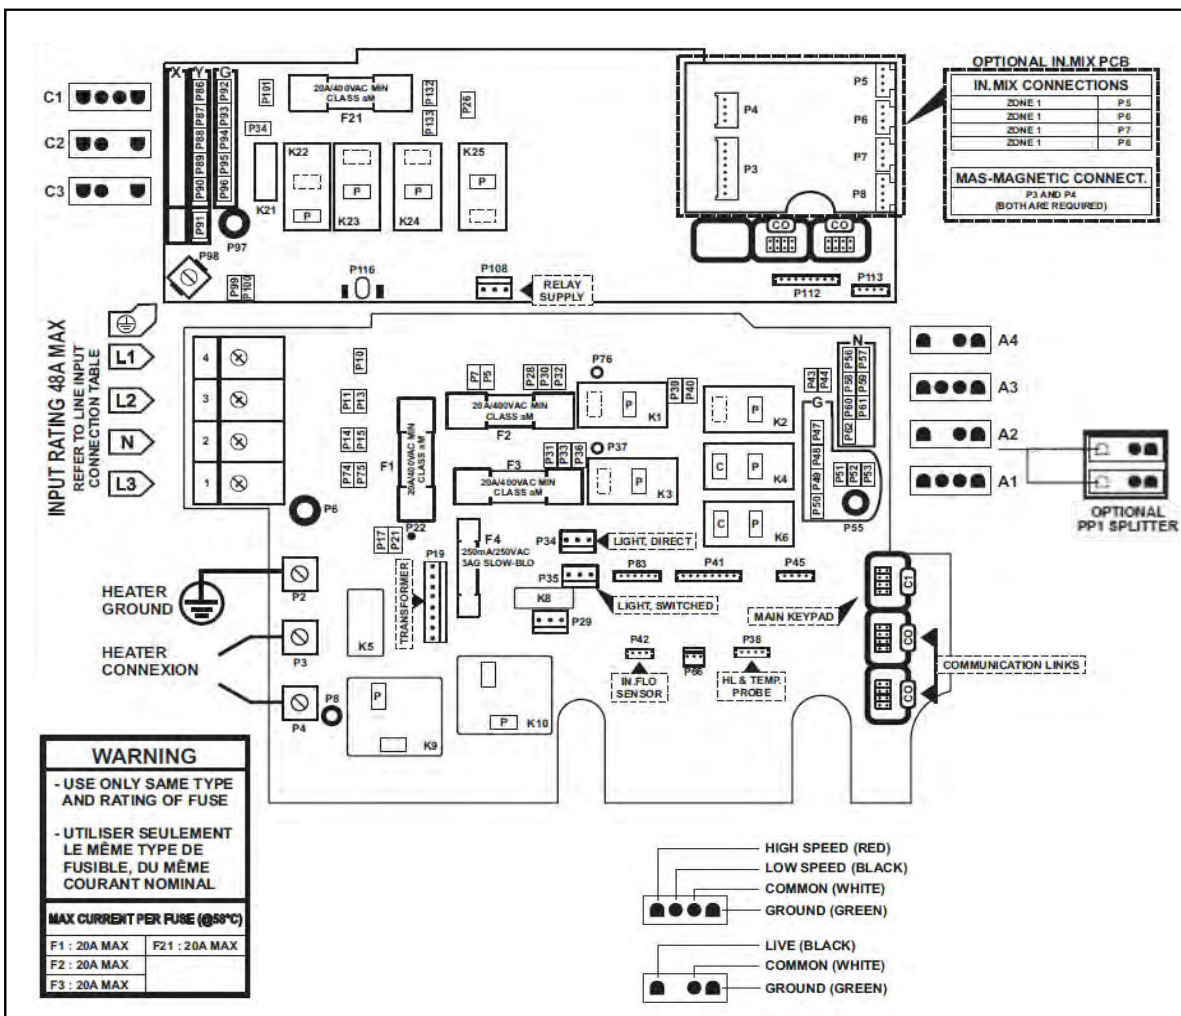 X Y G
C1
C2
C3
P86
P87
P88
P89
P90
P91
P92
P93
P94
P95
P96
P97
P98
P99
P100
P101
P34
20A/400VAC MIN
CLASS aM
F21
P132
P133
P26
K22
K21
K23
K24
K25
P
P
P
P
P116
P108
RELAY
SUPPLY
P4
P3
P5
P6
P7
P8
CO
CO
P112
P113
OPTIONAL IN.MIX PCB
IN.MIX CONNECTIONS
ZONE 1 P5
ZONE 1 P6
ZONE 1 P7
ZONE 1 P8
MAS-MAGNETIC CONNECT.
P3 AND P4
(BOTH ARE REQUIRED)
INPUT RATING 48A MAX
REFER TO LINE INPUT
CONNECTION TABLE
L1
L2
N
L3
4
3
2
1
P6
P10
P11
P13
P14
P15
P74
P75
F1
20A/400VAC MIN
CLASS aM
P22
P17
P21
P7
P5
P28
P30
P32
20A/400VAC MIN
CLASS aM
F2
P76
P
K1
P39
P40
P31
P33
P36
F3
20A/400VAC MIN
CLASS aM
P37
P
K3
P
K2
C
P
K4
C
P
K6
P43
P44
G
N
P56
P57
P58
P59
P60
P61
P62
P47
P48
P49
P50
P51
P52
P53
P55
A4
A3
A2
A1
OPTIONAL
PP1 SPLITTER
F4
250mA/250VAC
3AG SLOW-BLO
P19
TRANSFORMER
P34
LIGHT, DIRECT
P35
LIGHT, SWITCHED
K8
P29
P83
P41
P45
MAIN KEYPAD
C1
CO
CO
COMMUNICATION LINKS
P42
IN.FLO
SENSOR
P66
P38
HL & TEMP.
PROBE
HEATER
GROUND
P2
HEATER
CONNEXION
P3
P4
P8
K5
P
K9
P
K10
WARNING
- USE ONLY SAME TYPE
AND RATING OF FUSE
- UTILISER SEULEMENT
LE MÊME TYPE DE
FUSIBLE, DU MÊME
COURANT NOMINAL
MAX CURRENT PER FUSE (@58°C)
F1 : 20A MAX F21 : 20A MAX
F2 : 20A MAX
F3 : 20A MAX
HIGH SPEED (RED)
LOW SPEED (BLACK)
COMMON (WHITE)
GROUND (GREEN)
LIVE (BLACK)
COMMON (WHITE)
GROUND (GREEN)